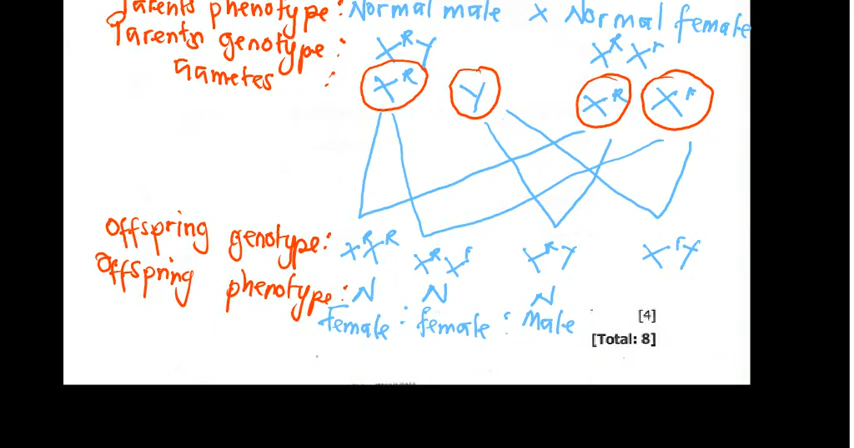 Parents phenotype: Normal male × Normal female
Parents genotype: XᴿY XᴿXʳ
Gametes : Xᴿ Y Xᴿ Xʳ
Offspring genotype: XᴿXᴿ XᴿXʳ XᴿY XʳY
Offspring phenotype: N N N
Female : female : Male
[4]
[Total: 8]